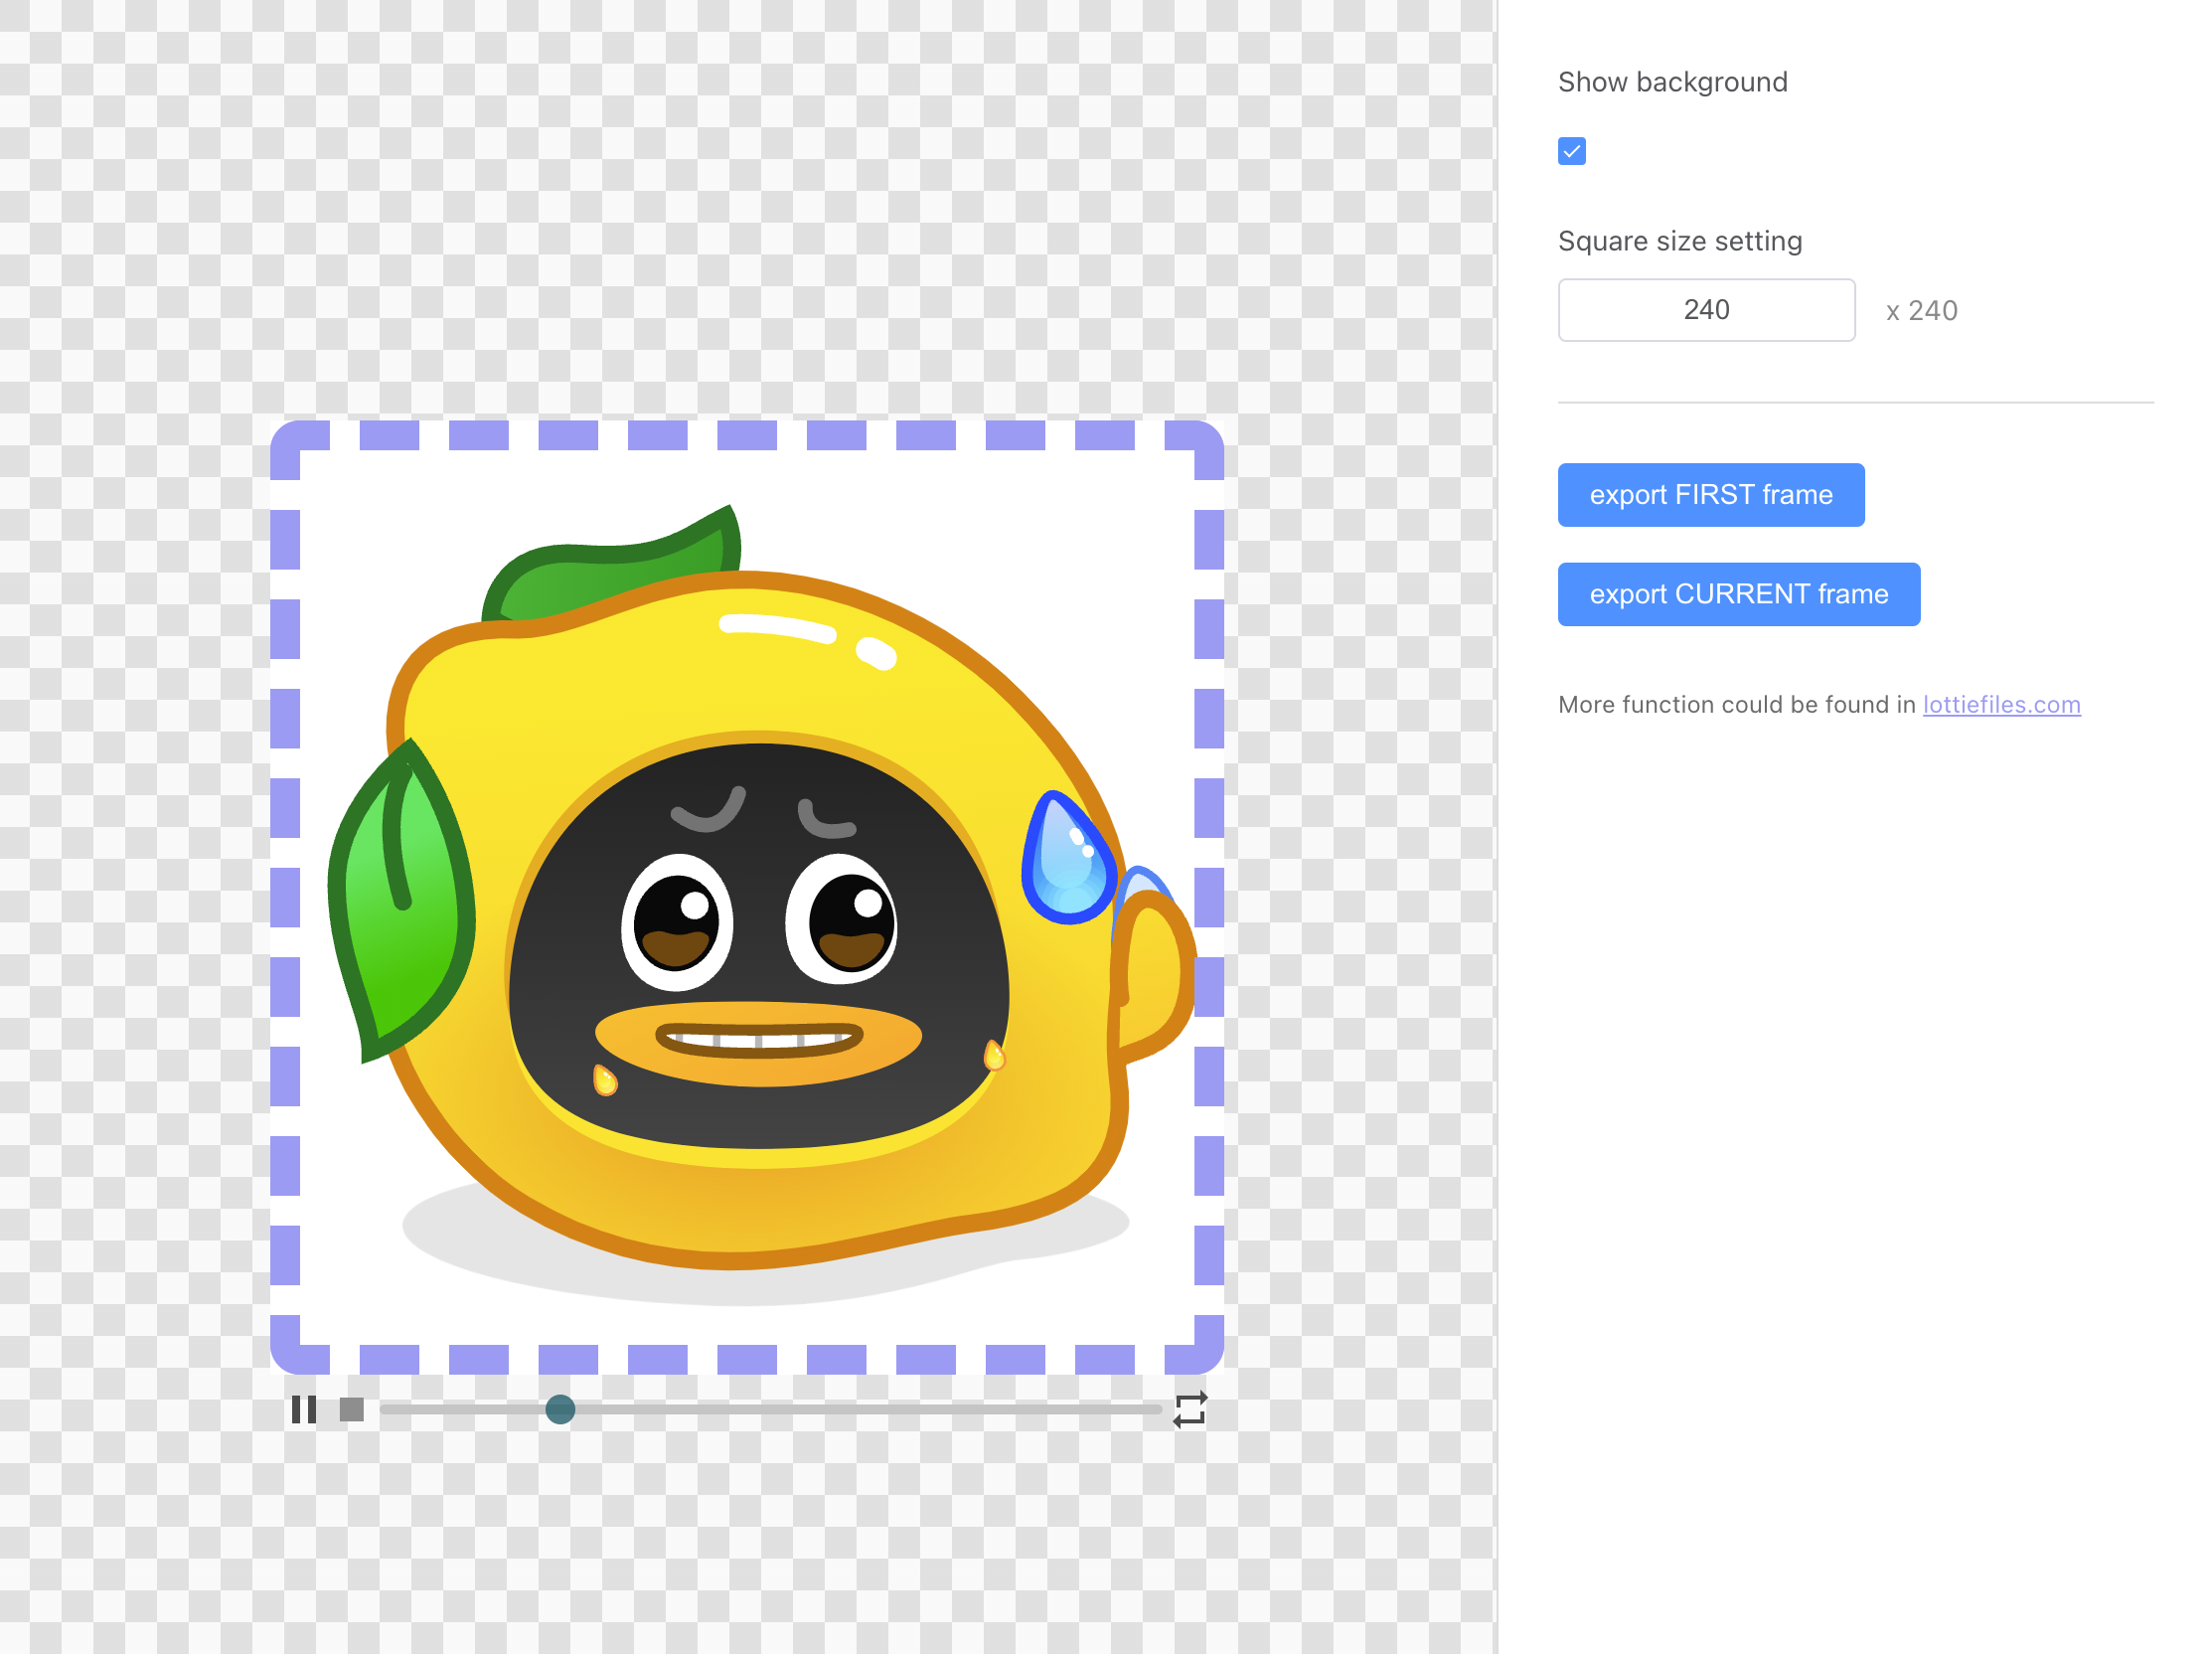 Show background
Square size setting
240
x 240
export FIRST frame
export CURRENT frame
More function could be found in lottiefiles.com